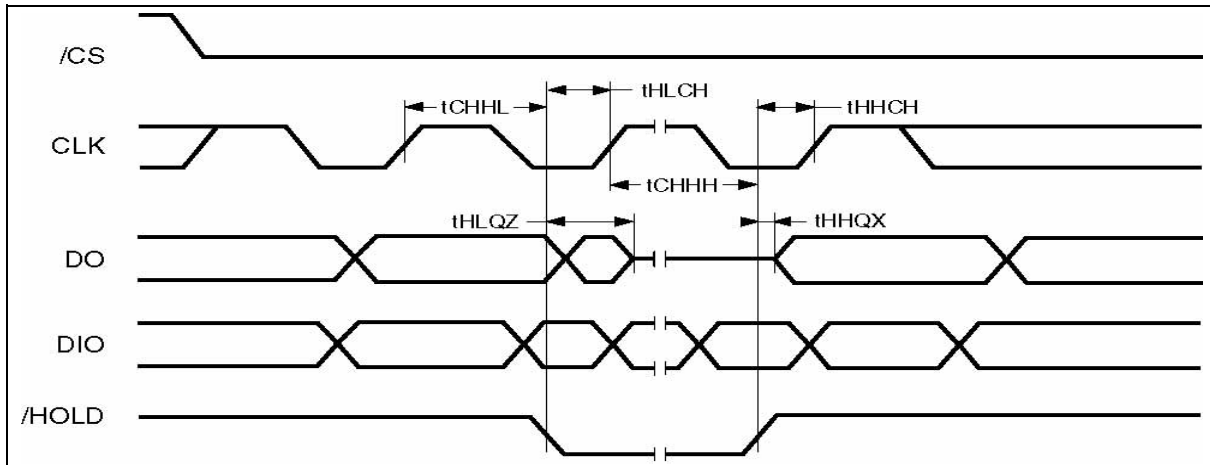 /CS
tHLCH
tCHHL
tHHCH
CLK
tCHHH
tHLQZ
tHHQX
DO
DIO
/HOLD